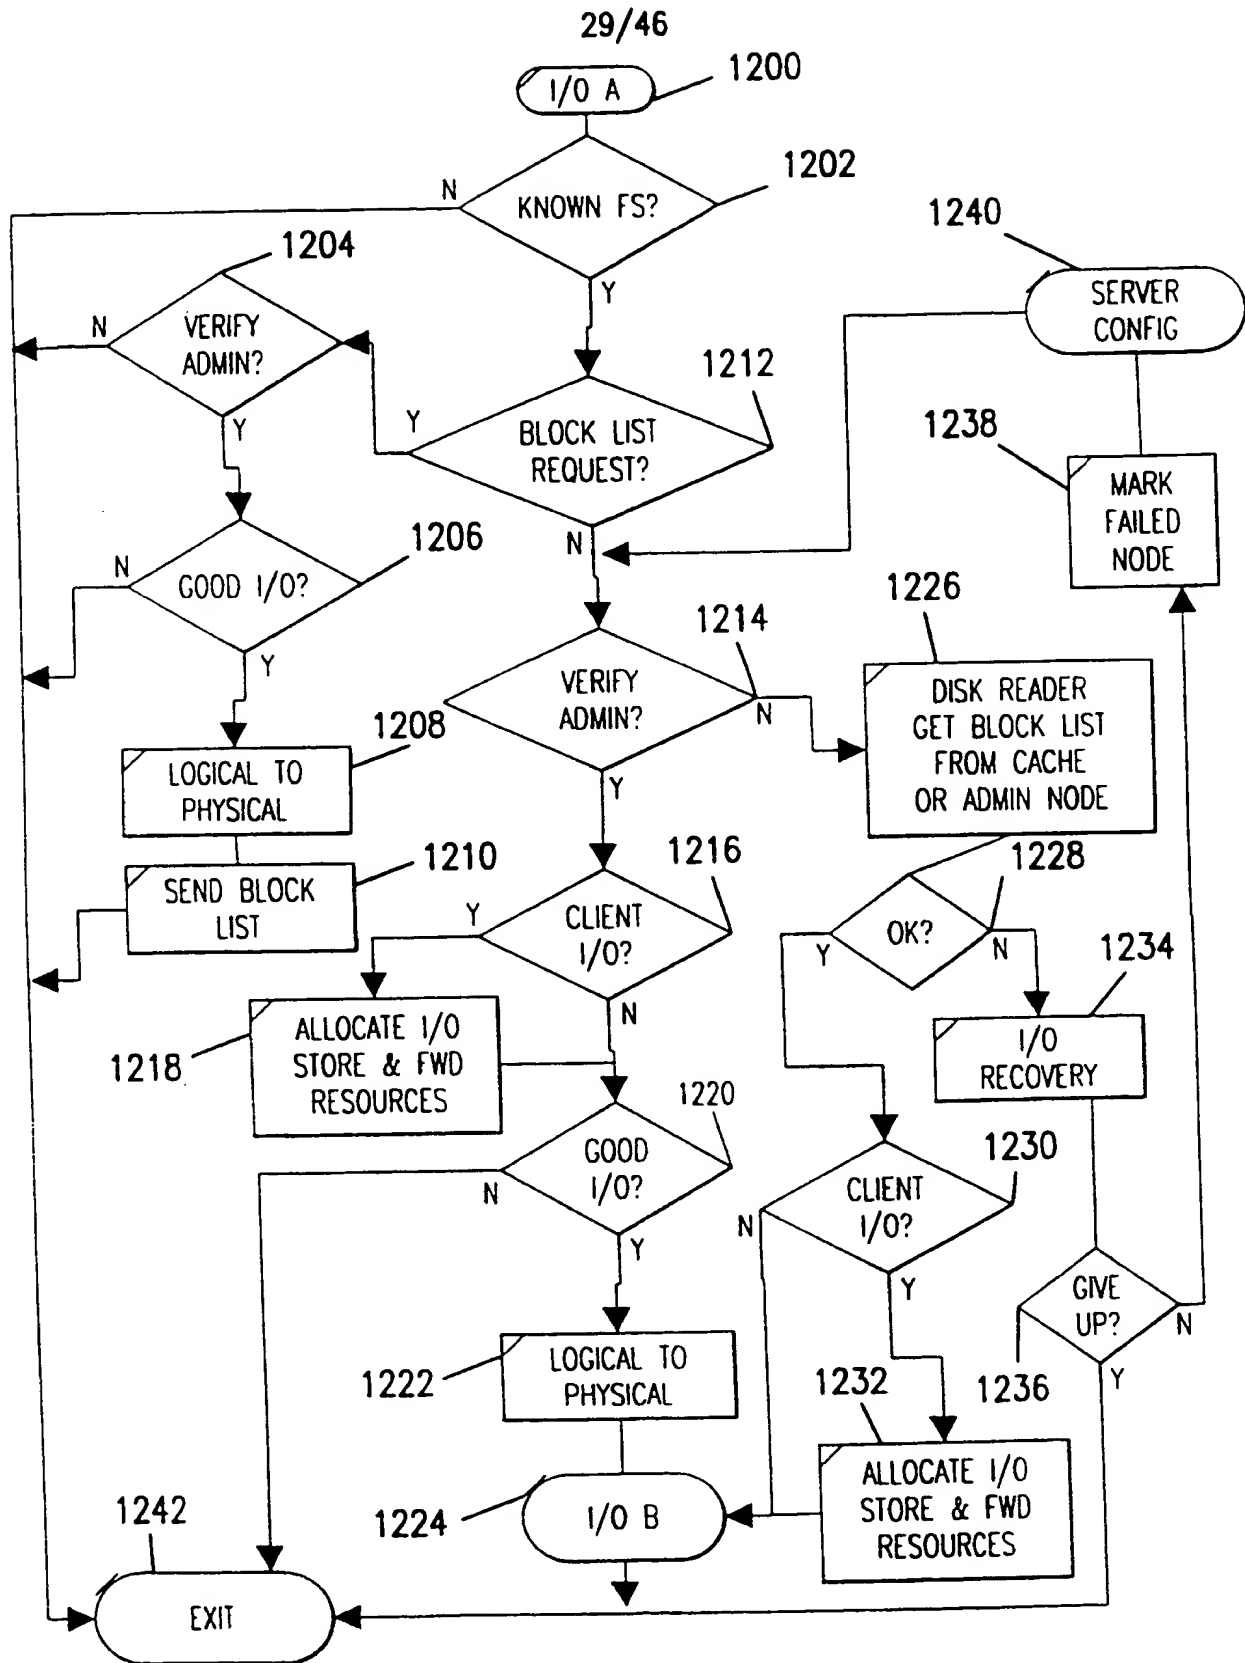 29/46
I/O A
1200
KNOWN FS?
1202
N
Y
1204
VERIFY
ADMIN?
N
Y
1240
SERVER
CONFIG
1212
BLOCK LIST
REQUEST?
Y
N
1238
MARK
FAILED
NODE
1206
GOOD I/O?
N
Y
1214
VERIFY
ADMIN?
N
Y
1226
DISK READER
GET BLOCK LIST
FROM CACHE
OR ADMIN NODE
1208
LOGICAL TO
PHYSICAL
1210
SEND BLOCK
LIST
1216
CLIENT
I/O?
Y
N
1228
OK?
Y
N
1234
I/O
RECOVERY
1218
ALLOCATE I/O
STORE & FWD
RESOURCES
1220
GOOD
I/O?
N
Y
1230
CLIENT
I/O?
N
Y
GIVE
UP?
N
Y
1236
1222
LOGICAL TO
PHYSICAL
1232
ALLOCATE I/O
STORE & FWD
RESOURCES
1224
I/O B
1242
EXIT